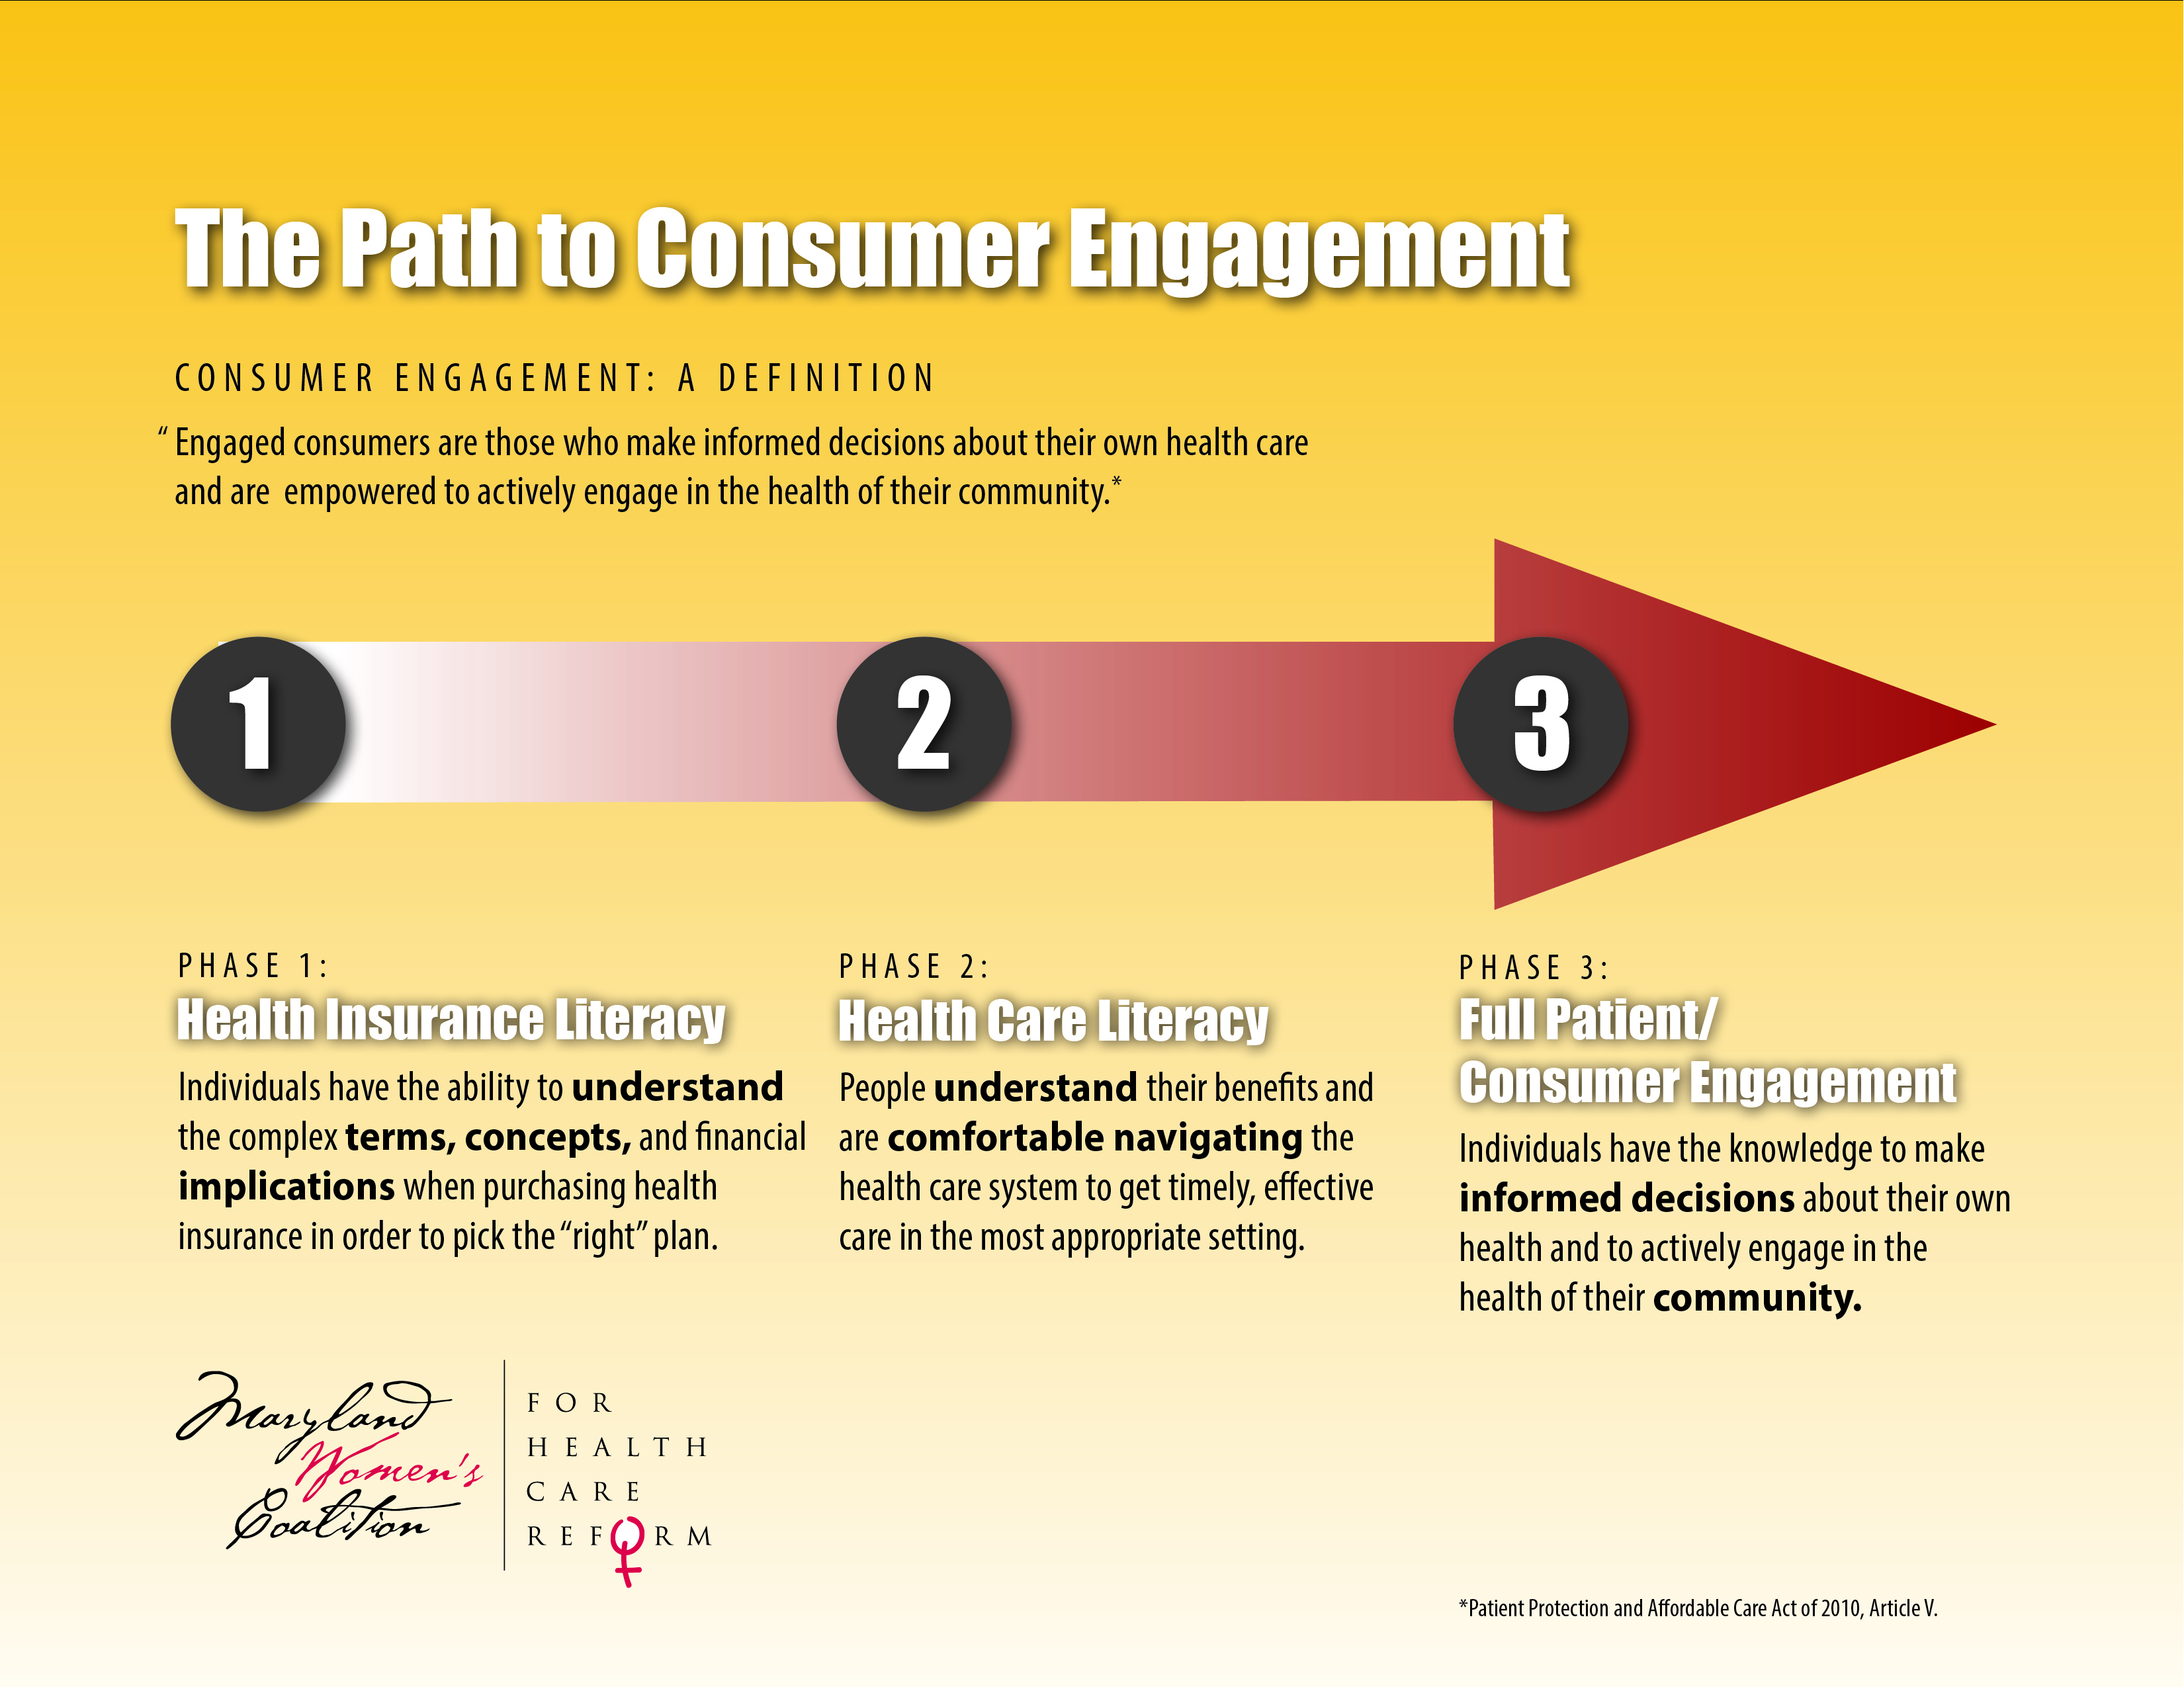 The Path to Consumer Engagement
CONSUMER ENGAGEMENT: A DEFINITION
“ Engaged consumers are those who make informed decisions about their own health care
and are empowered to actively engage in the health of their community.*
1
2
3
PHASE 1:
Health Insurance Literacy
Individuals have the ability to understand
the complex terms, concepts, and financial
implications when purchasing health
insurance in order to pick the “right” plan.
PHASE 2:
Health Care Literacy
People understand their benefits and
are comfortable navigating the
health care system to get timely, effective
care in the most appropriate setting.
PHASE 3:
Full Patient/
Consumer Engagement
Individuals have the knowledge to make
informed decisions about their own
health and to actively engage in the
health of their community.
Maryland
Women's
Coalition
FOR
HEALTH
CARE
REFORM
*Patient Protection and Affordable Care Act of 2010, Article V.